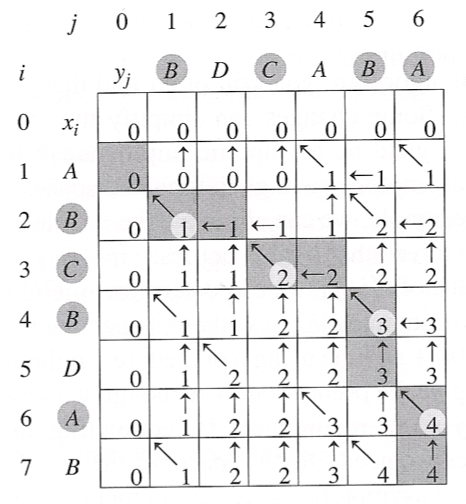 j 0 1 2 3 4 5 6
i yj B D C A B A
0 xi 0 0 0 0 0 0 0
1 A 0 ↑0 ↑0 ↑0 ↖1 ←1 ↖1
2 B 0 ↖1 ←1 ←1 ↑1 ↖2 ←2
3 C 0 ↑1 ↑1 ↖2 ←2 ↑2 ↑2
4 B 0 ↖1 ↑1 ↑2 ↑2 ↖3 ←3
5 D 0 ↑1 ↖2 ↑2 ↑2 ↑3 ↑3
6 A 0 ↑1 ↑2 ↑2 ↖3 ↑3 ↖4
7 B 0 ↖1 ↑2 ↑2 ↑3 ↖4 ↑4